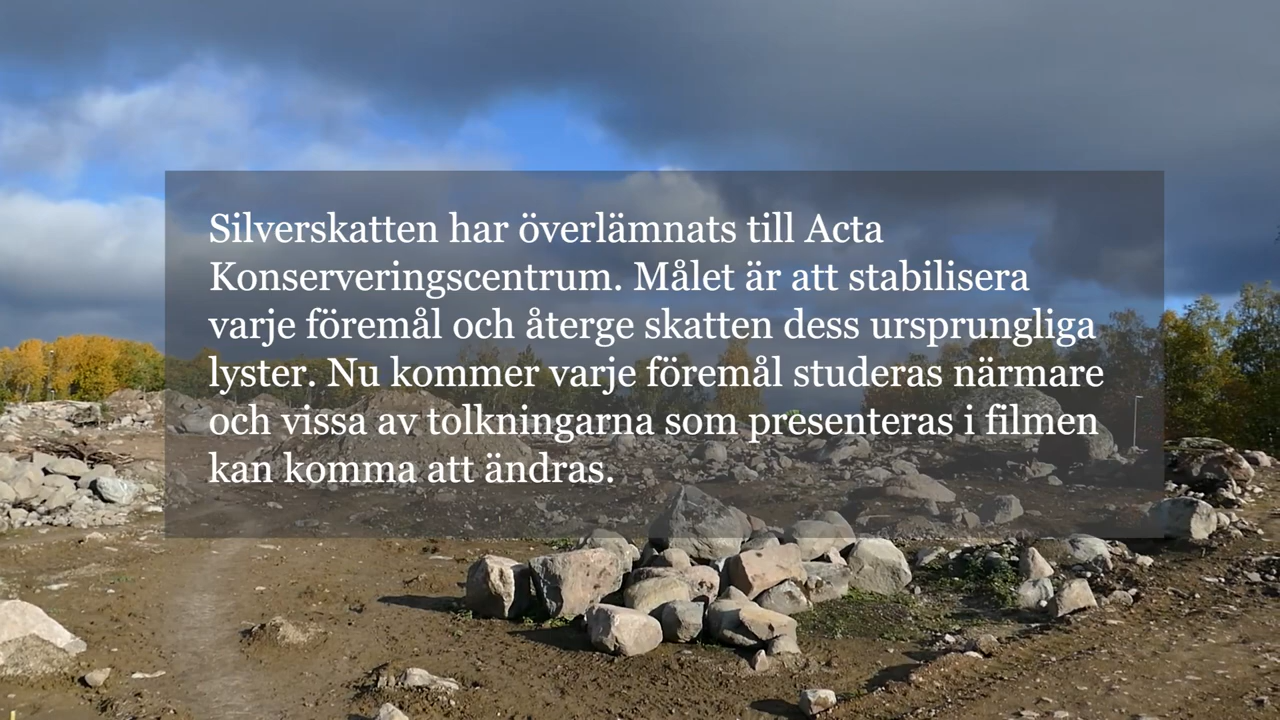 Silverskatten har överlämnats till Acta
Konserveringscentrum. Målet är att stabilisera
varje föremål och återge skatten dess ursprungliga
lyster. Nu kommer varje föremål studeras närmare
och vissa av tolkningarna som presenteras i filmen
kan komma att ändras.